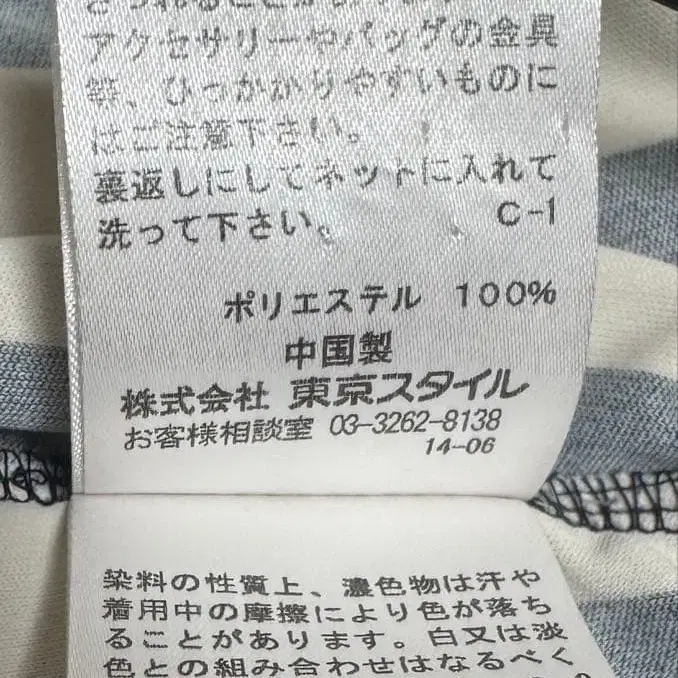 アクセサリーやバッグの金具
等、ひっかかりやすいものに
はご注意下さい。
裏返しにしてネットに入れて
洗って下さい。 C-1
ポリエステル 100%
中国製
株式会社 東京スタイル
お客様相談室 03-3262-8138
14-06
染料の性質上、濃色物は汗や
着用中の摩擦により色が落ち
ることがあります。白又は淡
色との組み合わせはなるべく